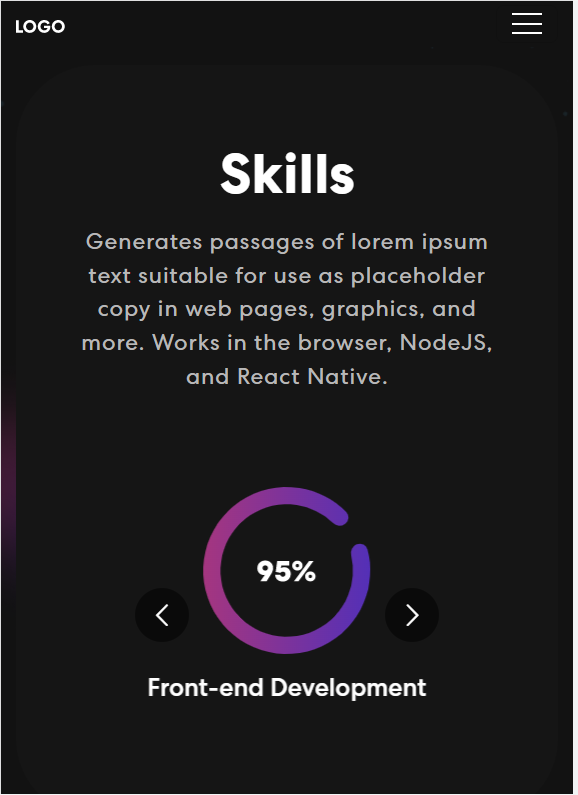 LOGO
Skills
Generates passages of lorem ipsum
text suitable for use as placeholder
copy in web pages, graphics, and
more. Works in the browser, NodeJS,
and React Native.
95%
Front-end Development